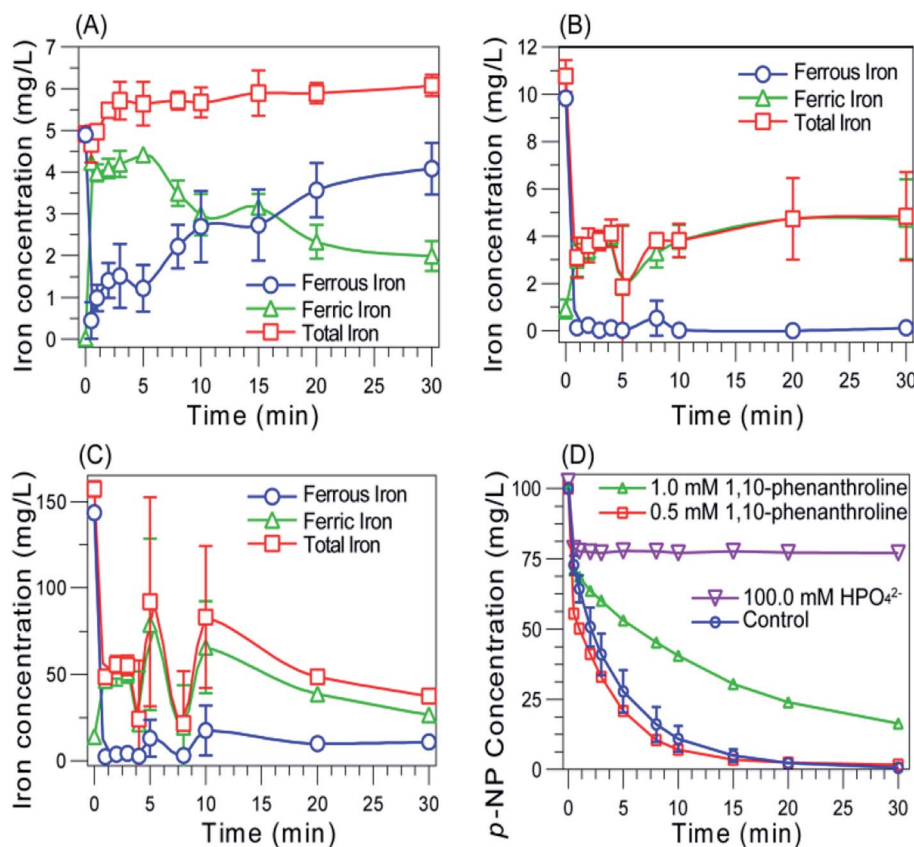 (A)
Iron concentration (mg/L)
7
6
5
4
3
2
1
0
Ferrous Iron
Ferric Iron
Total Iron
0 5 10 15 20 25 30
Time (min)
(B)
Iron concentration (mg/L)
12
10
8
6
4
2
0
Ferrous Iron
Ferric Iron
Total Iron
0 5 10 15 20 25 30
Time (min)
(C)
Iron concentration (mg/L)
150
100
50
0
Ferrous Iron
Ferric Iron
Total Iron
0 5 10 15 20 25 30
Time (min)
(D)
p-NP Concentration (mg/L)
100
75
50
25
0
1.0 mM 1,10-phenanthroline
0.5 mM 1,10-phenanthroline
100.0 mM HPO₄²⁻
Control
0 5 10 15 20 25 30
Time (min)